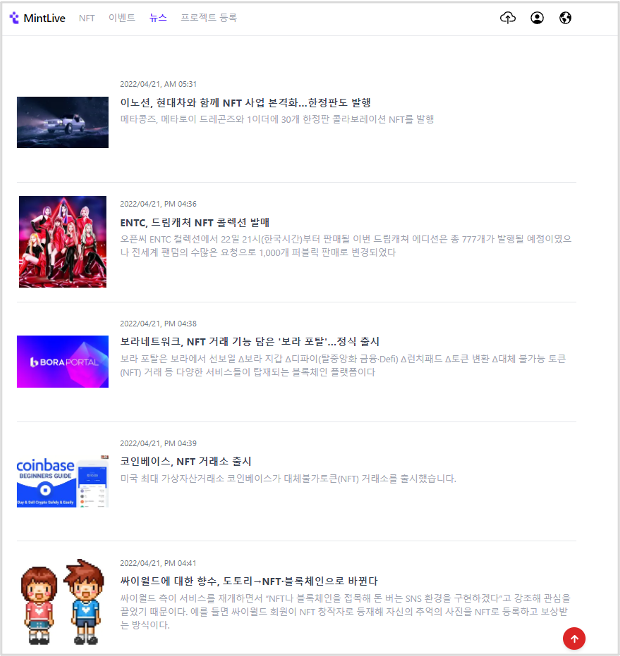 MintLive NFT 이벤트 뉴스 프로젝트 등록
2022/04/21, AM 05:31
이노션, 현대차와 함께 NFT 사업 본격화...한정판도 발행
메타콩즈, 메타토이 드래곤즈와 1이더에 30개 한정판 콜라보레이션 NFT를 발행
2022/04/21, PM 04:36
ENTC, 드림캐쳐 NFT 콜렉션 발매
오픈씨 ENTC 컬렉션에서 22일 21시(한국시간)부터 판매될 이번 드림캐쳐 에디션은 총 777개가 발행될 예정이였으
나 전세계 팬덤의 수많은 요청으로 1,000개 퍼블릭 판매로 변경되었다
2022/04/21, PM 04:38
보라네트워크, NFT 거래 기능 담은 '보라 포탈'...정식 출시
BORA PORTAL
보라 포탈은 보라에서 선보일 Δ보라 지갑 Δ디파이(탈중앙화 금융·Defi) Δ런치패드 Δ토큰 변환 Δ대체 불가능 토큰
(NFT) 거래 등 다양한 서비스들이 탑재되는 블록체인 플랫폼이다
2022/04/21, PM 04:39
코인베이스, NFT 거래소 출시
미국 최대 가상자산거래소 코인베이스가 대체불가토큰(NFT) 거래소를 출시했습니다.
coinbase
BEGINNERS GUIDE
Buy & Sell Crypto Safely & Easily
2022/04/21, PM 04:41
싸이월드에 대한 향수, 도토리→NFT·블록체인으로 바뀐다
싸이월드 측이 서비스를 재개하면서 "NFT나 블록체인을 접목해 돈 버는 SNS 환경을 구현하겠다"고 강조해 관심을
끌었기 때문이다. 예를 들면 싸이월드 회원이 NFT 창작자로 등재해 자신의 추억의 사진을 NFT로 등록하고 보상받
는 방식이다.